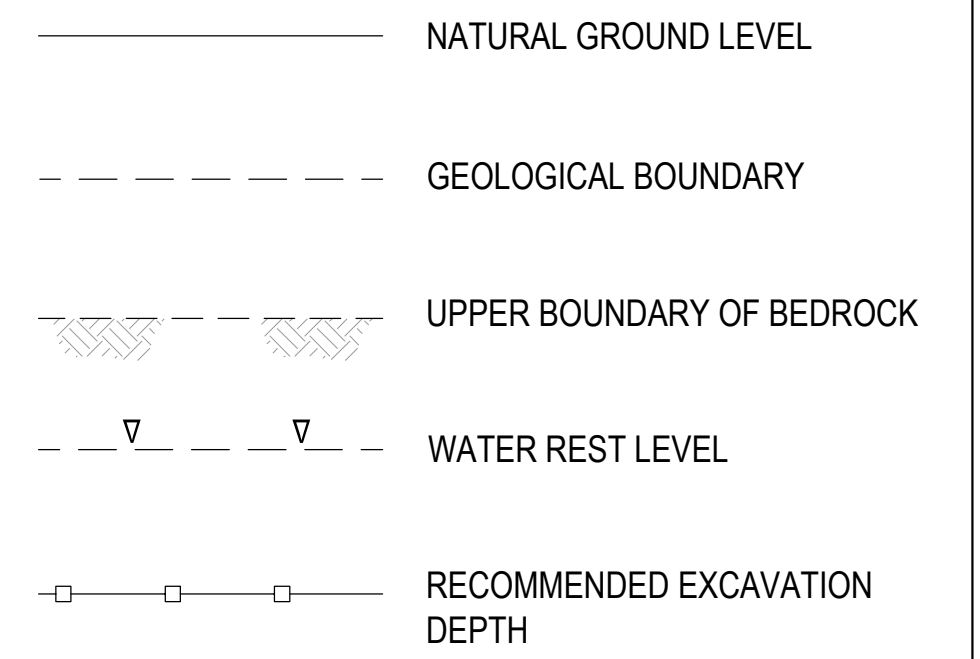 NATURAL GROUND LEVEL
GEOLOGICAL BOUNDARY
UPPER BOUNDARY OF BEDROCK
WATER REST LEVEL
RECOMMENDED EXCAVATION
DEPTH